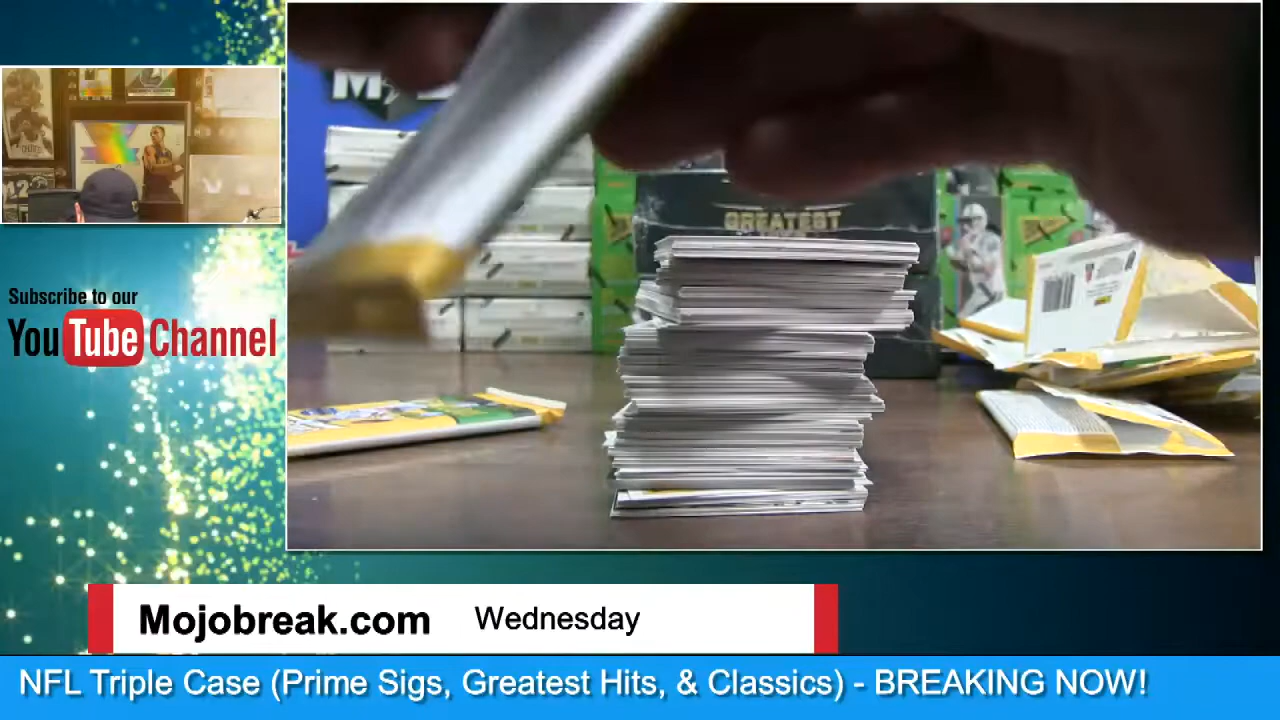 Subscribe to our
YouTube Channel
GREATEST
Mojobreak.com Wednesday
NFL Triple Case (Prime Sigs, Greatest Hits, & Classics) - BREAKING NOW!